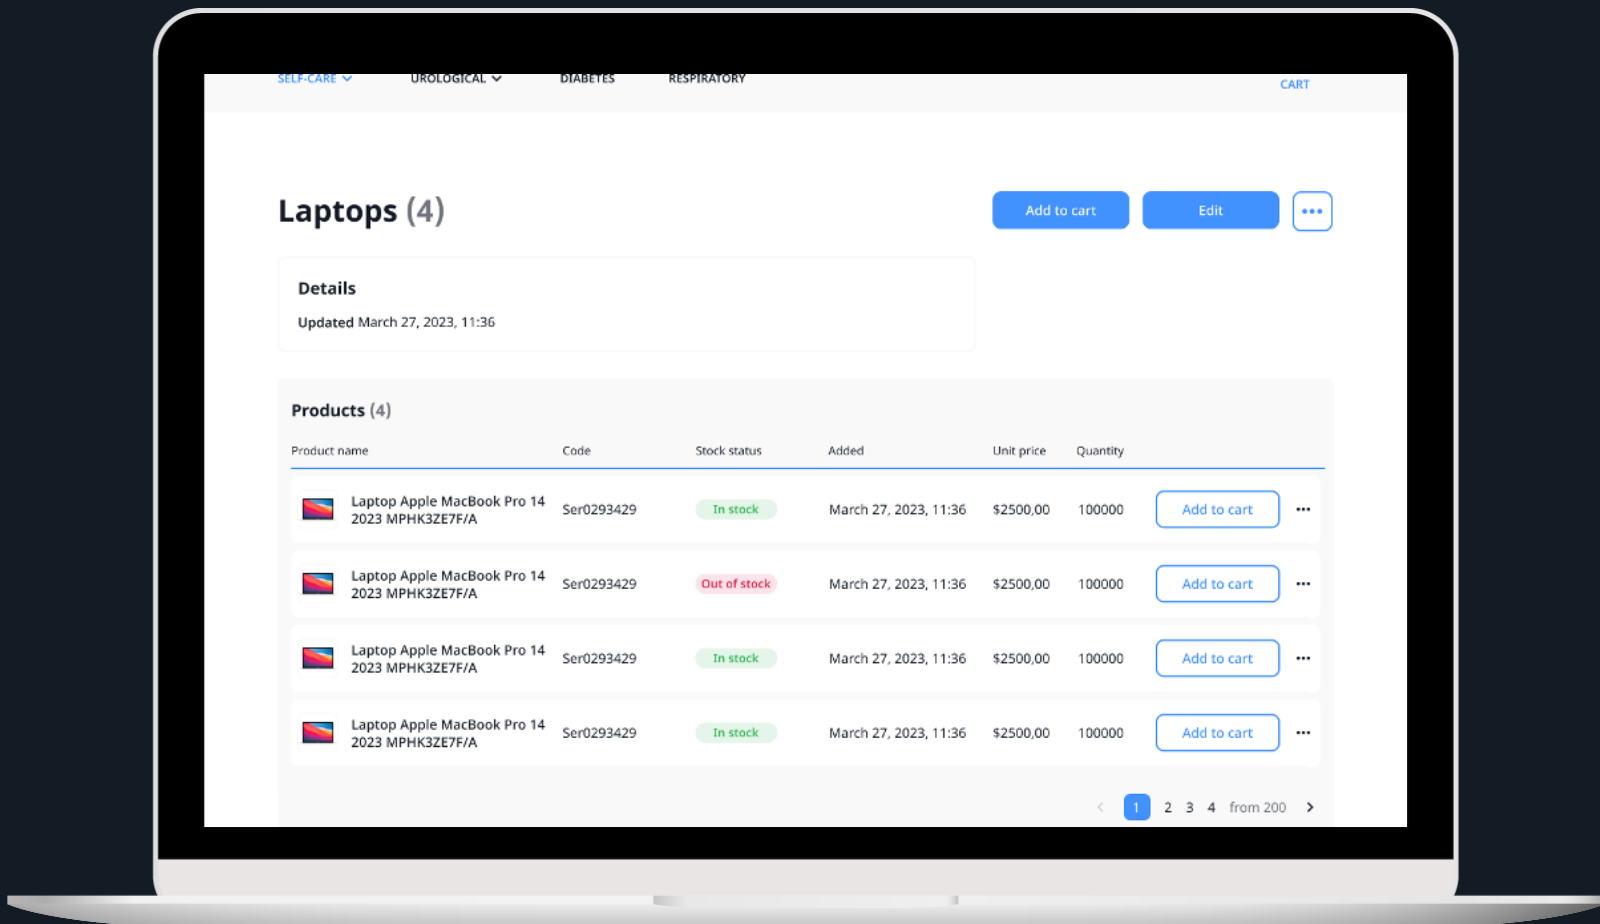 SELF-CARE UROLOGICAL DIABETES RESPIRATORY CART
Laptops (4) Add to cart Edit
Details
Updated March 27, 2023, 11:36
Products (4)
Product name Code Stock status Added Unit price Quantity
Laptop Apple MacBook Pro 14
2023 MPHK3ZE7F/A
Ser0293429 In stock March 27, 2023, 11:36 $2500,00 100000 Add to cart
Laptop Apple MacBook Pro 14
2023 MPHK3ZE7F/A
Ser0293429 Out of stock March 27, 2023, 11:36 $2500,00 100000 Add to cart
Laptop Apple MacBook Pro 14
2023 MPHK3ZE7F/A
Ser0293429 In stock March 27, 2023, 11:36 $2500,00 100000 Add to cart
Laptop Apple MacBook Pro 14
2023 MPHK3ZE7F/A
Ser0293429 In stock March 27, 2023, 11:36 $2500,00 100000 Add to cart
1 2 3 4 from 200